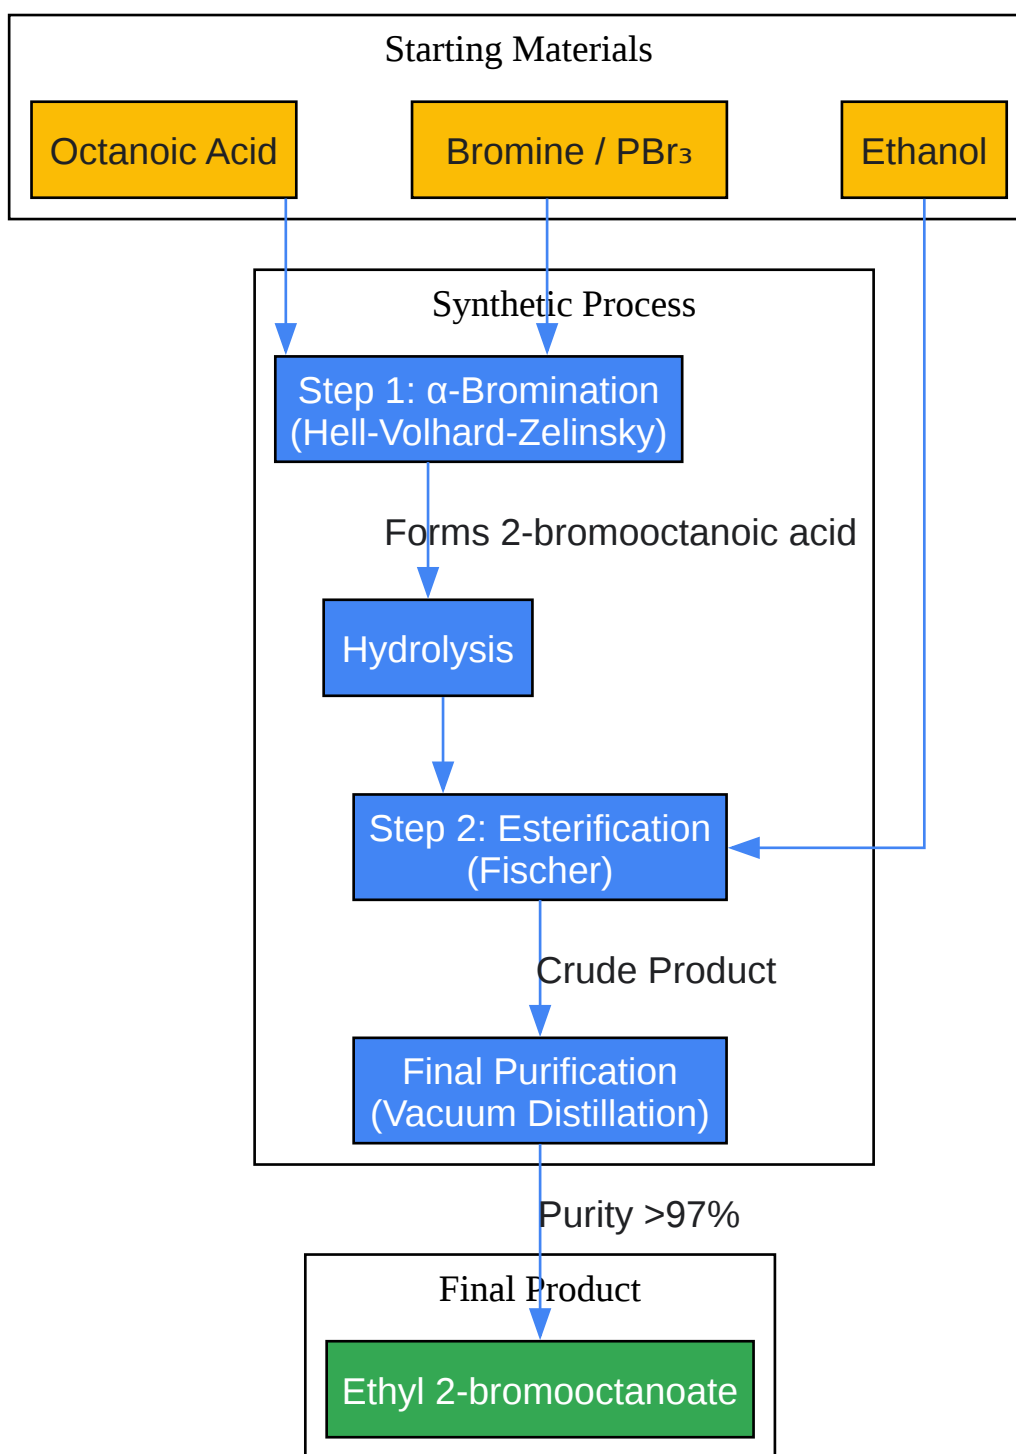 Starting Materials
Octanoic Acid
Bromine / PBr₃
Ethanol
Synthetic Process
Step 1: α-Bromination
(Hell-Volhard-Zelinsky)
Forms 2-bromooctanoic acid
Hydrolysis
Step 2: Esterification
(Fischer)
Crude Product
Final Purification
(Vacuum Distillation)
Purity >97%
Final Product
Ethyl 2-bromooctanoate